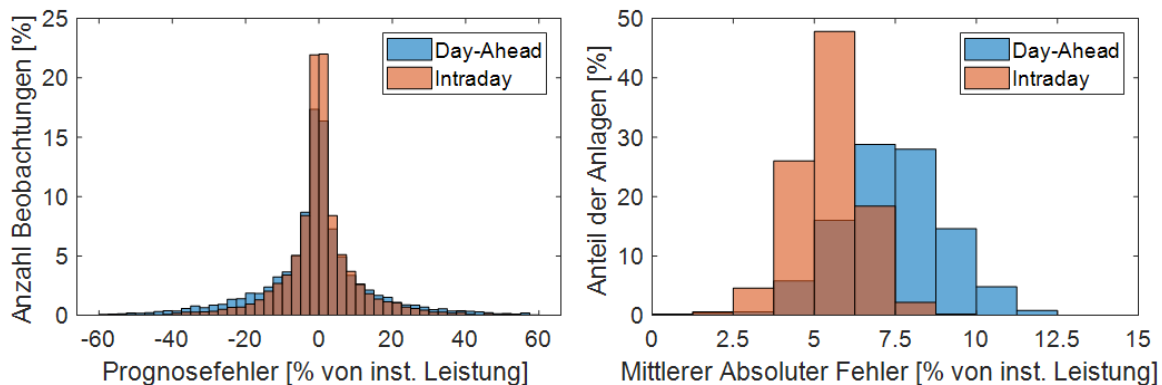 Anzahl Beobachtungen [%]
25
20
15
10
5
0
-60 -40 -20 0 20 40 60
Prognosefehler [% von inst. Leistung]
Day-Ahead
Intraday
Anteil der Anlagen [%]
50
40
30
20
10
0
0 2.5 5 7.5 10 12.5 15
Mittlerer Absoluter Fehler [% von inst. Leistung]
Day-Ahead
Intraday